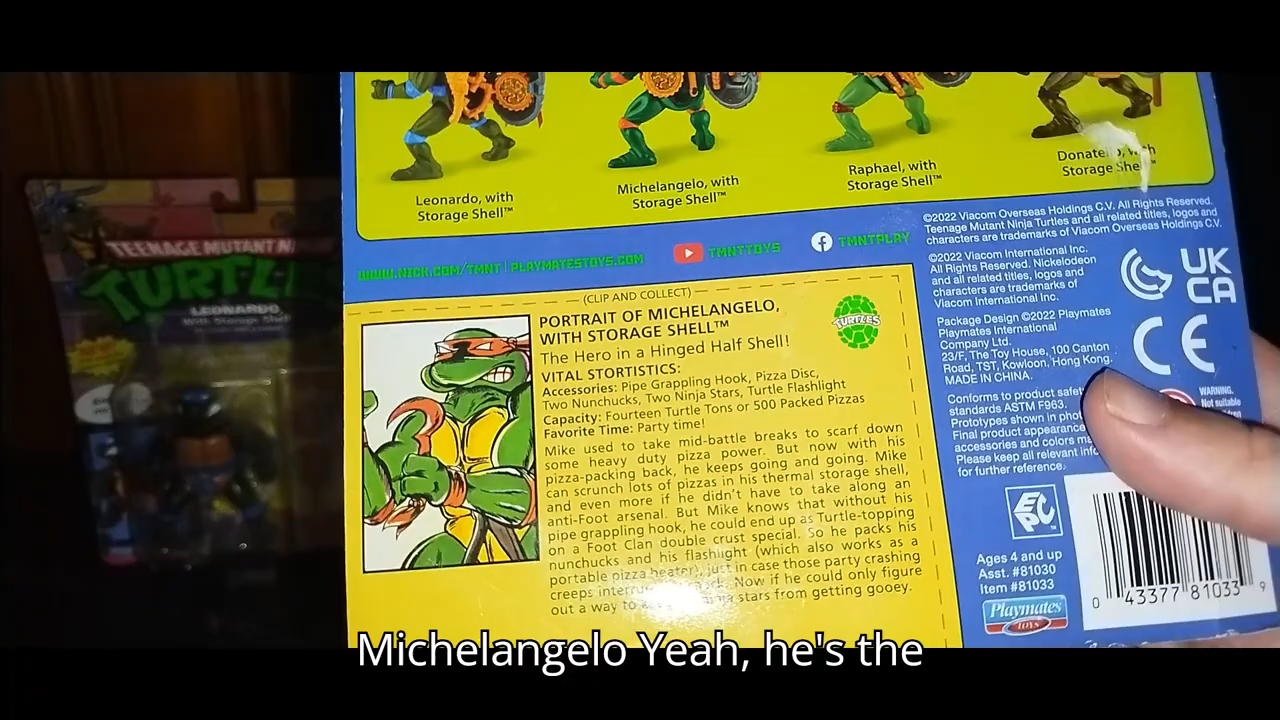 Leonardo, with
Storage Shell™
Michelangelo, with
Storage Shell™
Raphael, with
Storage Shell™
Donatello, with
Storage Shell™
WWW.NICK.COM/TMNT | PLAYMATESTOYS.COM
TMNTTOYS
TMNTPLAY
TEENAGE MUTANT
LEONARDO
With Storage Shell
(CLIP AND COLLECT)
PORTRAIT OF MICHELANGELO,
WITH STORAGE SHELL™
The Hero in a Hinged Half Shell!
TURTLES
VITAL STORTISTICS:
Accessories: Pipe Grappling Hook, Pizza Disc,
Two Nunchucks, Two Ninja Stars, Turtle Flashlight
Capacity: Fourteen Turtle Tons or 500 Packed Pizzas
Favorite Time: Party time!
Mike used to take mid-battle breaks to scarf down
some heavy duty pizza power. But now with his
pizza-packing back, he keeps going and going. Mike
can scrunch lots of pizzas in his thermal storage shell,
and even more if he didn't have to take along an
anti-Foot arsenal. But Mike knows that without his
pipe grappling hook, he could end up as Turtle-topping
on a Foot Clan double crust special. So he packs his
nunchucks and his flashlight (which also works as a
portable pizza heater), just in case those party crashing
creeps Now if he could only figure
out a way to stars from getting gooey.
©2022 Viacom Overseas Holdings C.V. All Rights Reserved.
Teenage Mutant Ninja Turtles and all related titles, logos and
characters are trademarks of Viacom Overseas Holdings C.V.
©2022 Viacom International Inc.
All Rights Reserved. Nickelodeon
and all related titles, logos and
characters are trademarks of
Viacom International Inc.
Package Design ©2022 Playmates
Playmates International
Company Ltd.
23/F, The Toy House, 100 Canton
Road, TST, Kowloon, Hong Kong.
MADE IN CHINA.
Conforms to product safety
standards ASTM F963.
Prototypes shown in
Final product appearance
accessories and colors
Please keep all relevant
for further reference.
UK
CA
CE
WARNING.
Not suitable
EPC
Ages 4 and up
Asst. #81030
Item #81033
Playmates
TOYS
0 43377 81033 9
Michelangelo Yeah, he's the